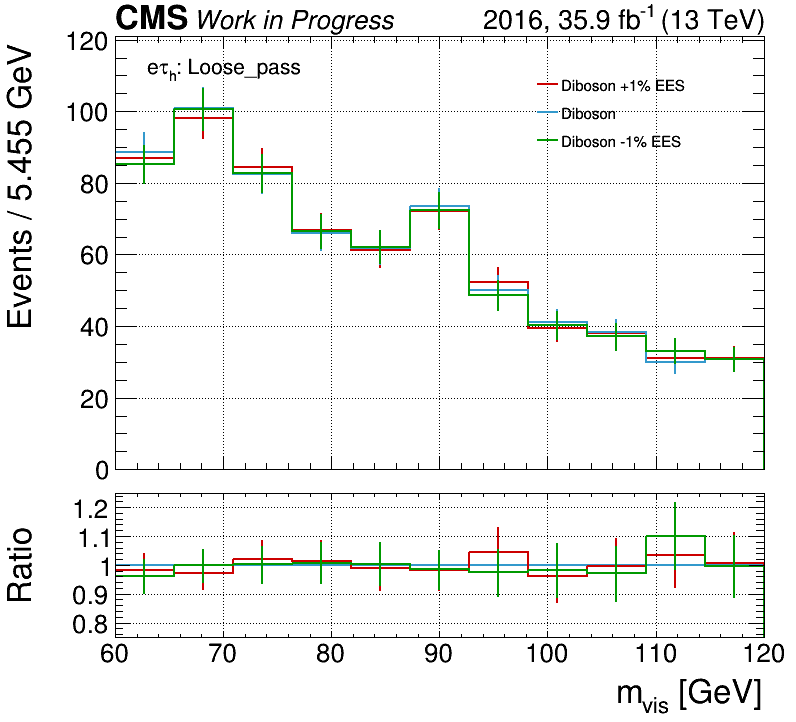 CMS Work in Progress 2016, 35.9 fb⁻¹ (13 TeV)
eτₕ: Loose_pass
Diboson +1% EES
Diboson
Diboson -1% EES
Events / 5.455 GeV
120
100
80
60
40
20
0
Ratio
1.2
1.1
1
0.9
0.8
60 70 80 90 100 110 120
m_vis [GeV]